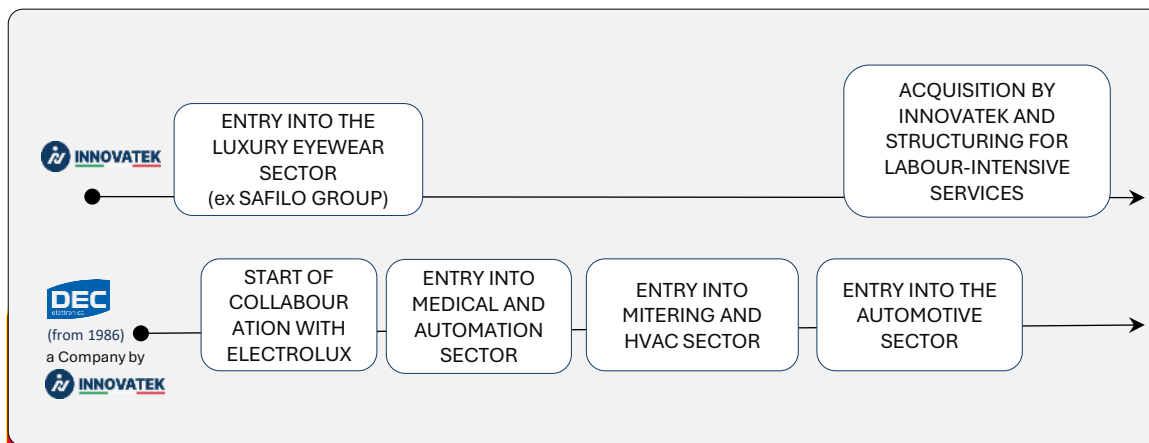 INNOVATEK
ENTRY INTO THE
LUXURY EYEWEAR
SECTOR
(ex SAFILO GROUP)
ACQUISITION BY
INNOVATEK AND
STRUCTURING FOR
LABOUR-INTENSIVE
SERVICES
DEC
elettronica
(from 1986)
a Company by
INNOVATEK
START OF
COLLABOUR
ATION WITH
ELECTROLUX
ENTRY INTO
MEDICAL AND
AUTOMATION
SECTOR
ENTRY INTO
MITERING AND
HVAC SECTOR
ENTRY INTO THE
AUTOMOTIVE
SECTOR